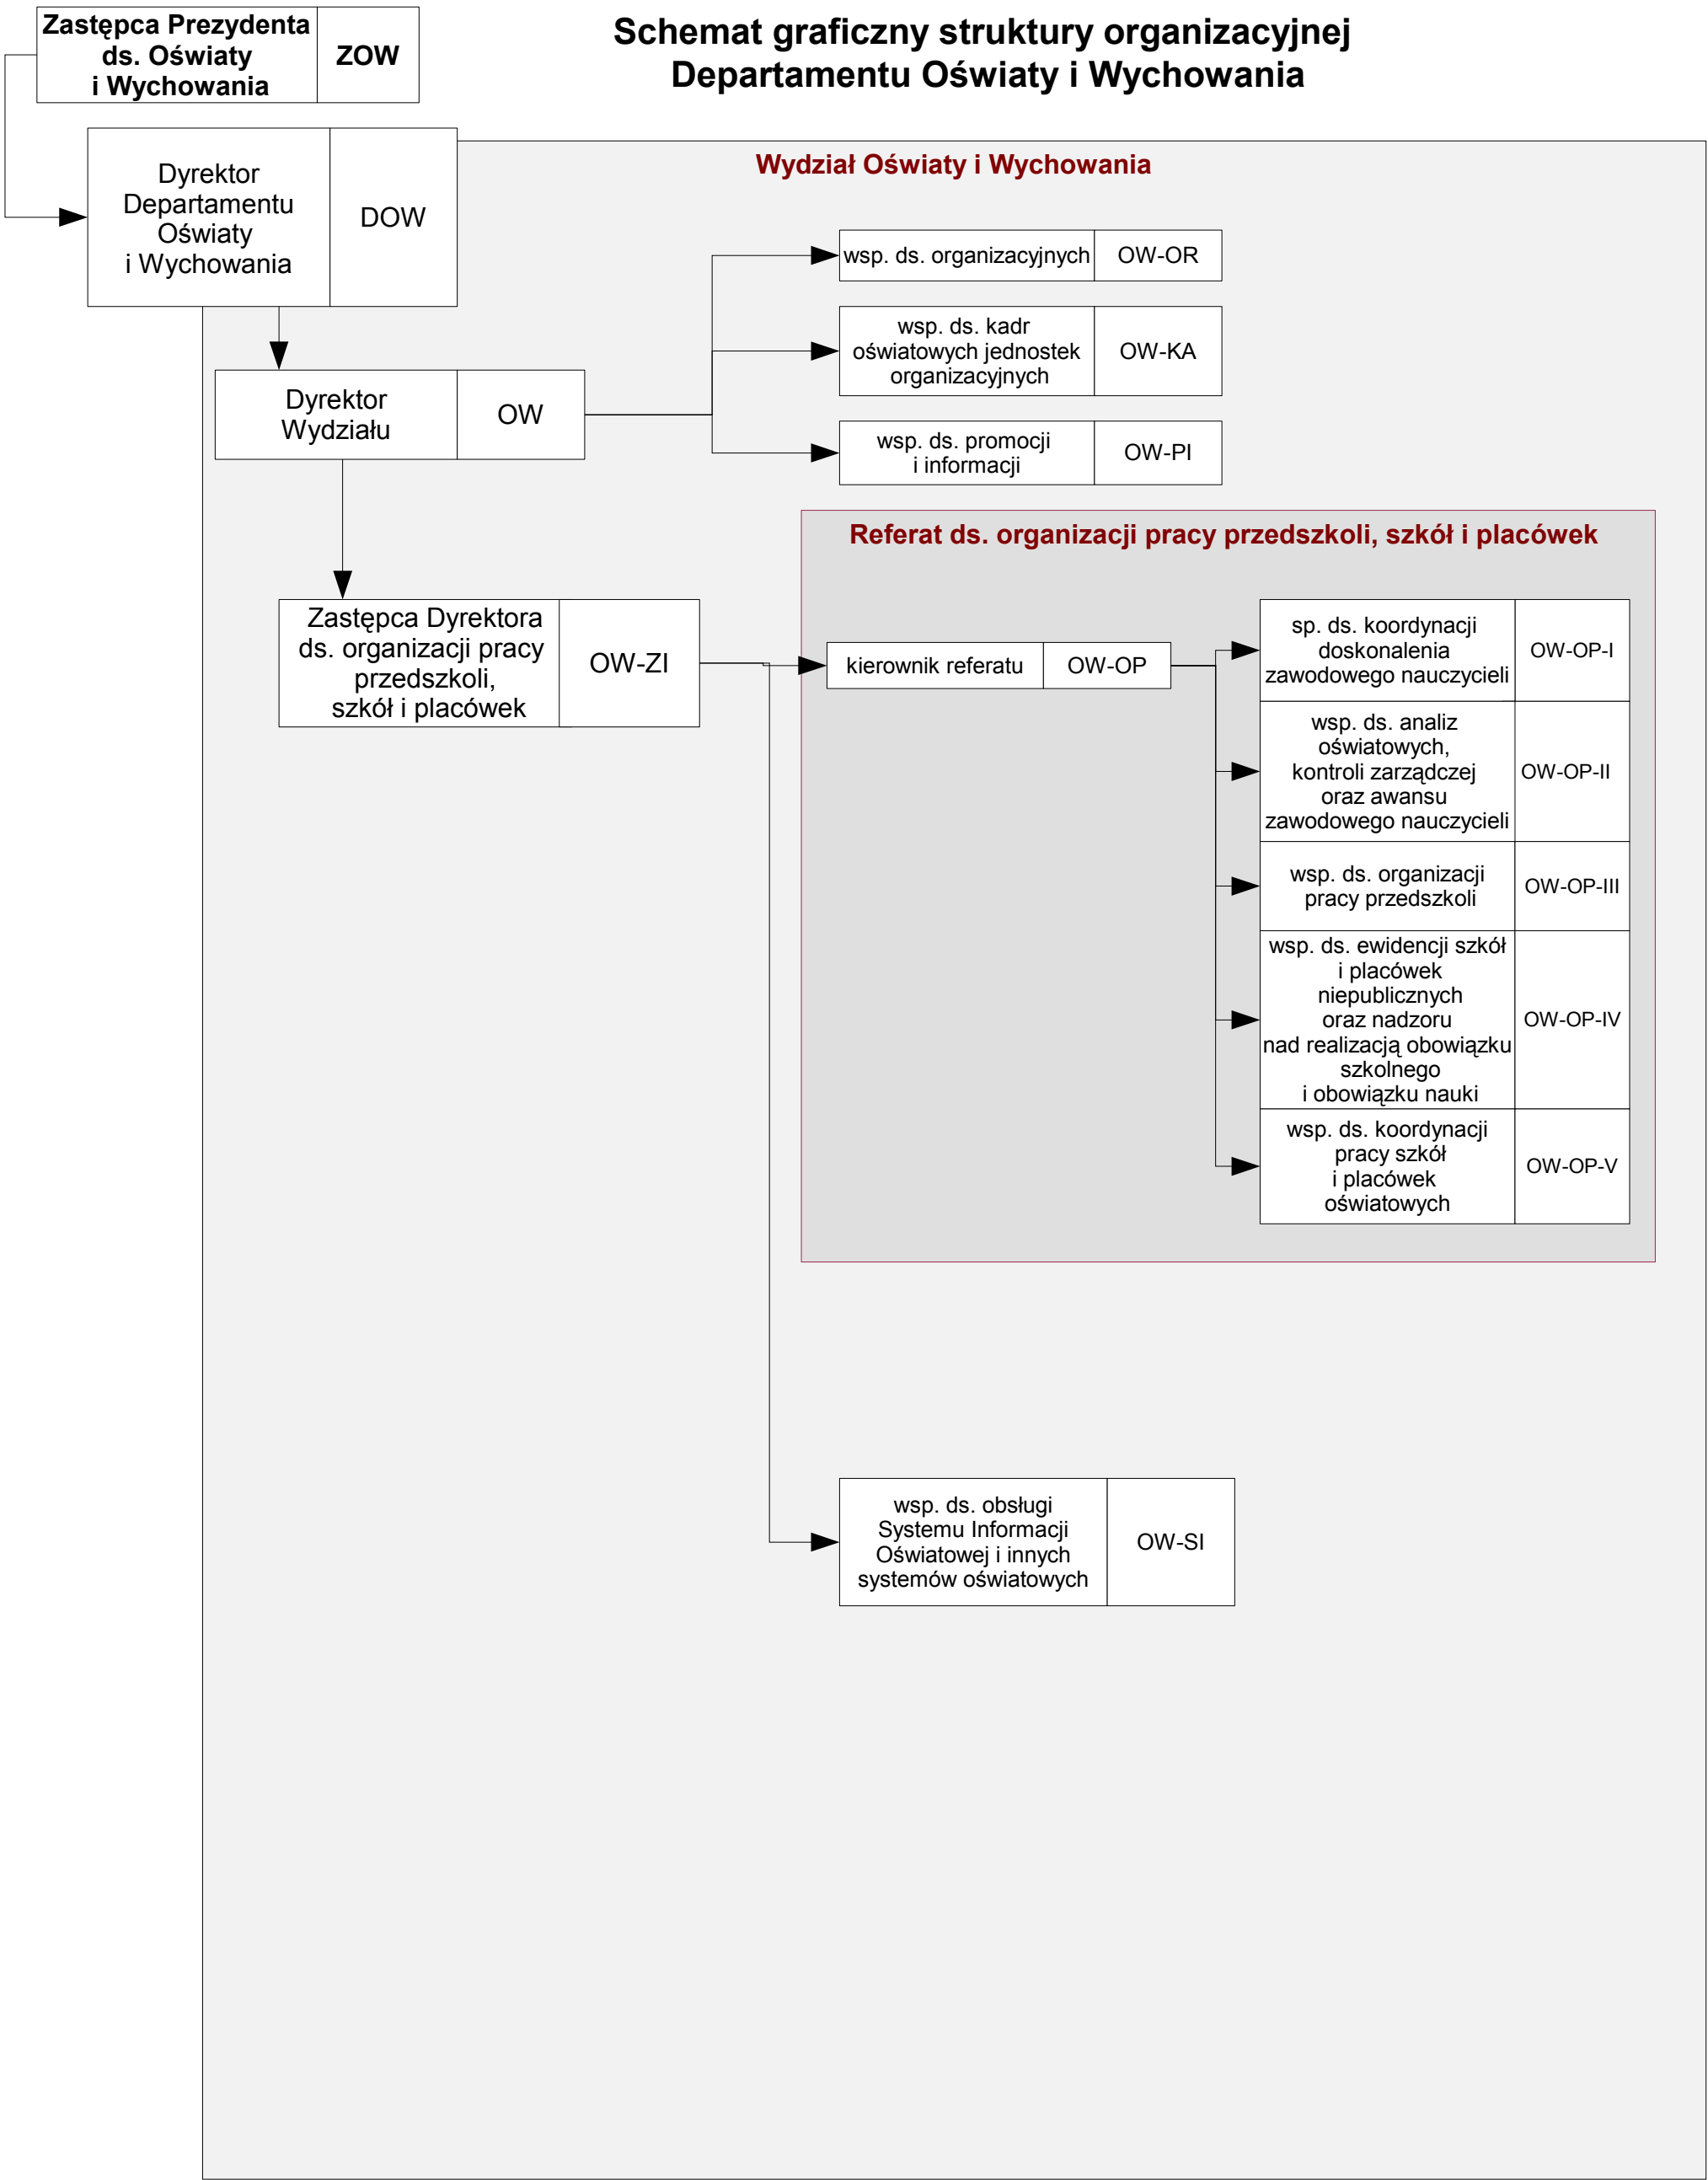 Zastępca Prezydenta
ds. Oświaty
i Wychowania
ZOW
Schemat graficzny struktury organizacyjnej
Departamentu Oświaty i Wychowania
Dyrektor
Departamentu
Oświaty
i Wychowania
DOW
Wydział Oświaty i Wychowania
wsp. ds. organizacyjnych
OW-OR
wsp. ds. kadr
oświatowych jednostek
organizacyjnych
OW-KA
Dyrektor
Wydziału
OW
wsp. ds. promocji
i informacji
OW-PI
Referat ds. organizacji pracy przedszkoli, szkół i placówek
Zastępca Dyrektora
ds. organizacji pracy
przedszkoli,
szkół i placówek
OW-ZI
kierownik referatu
OW-OP
sp. ds. koordynacji
doskonalenia
zawodowego nauczycieli
OW-OP-I
wsp. ds. analiz
oświatowych,
kontroli zarządczej
oraz awansu
zawodowego nauczycieli
OW-OP-II
wsp. ds. organizacji
pracy przedszkoli
OW-OP-III
wsp. ds. ewidencji szkół
i placówek
niepublicznych
oraz nadzoru
nad realizacją obowiązku
szkolnego
i obowiązku nauki
OW-OP-IV
wsp. ds. koordynacji
pracy szkół
i placówek
oświatowych
OW-OP-V
wsp. ds. obsługi
Systemu Informacji
Oświatowej i innych
systemów oświatowych
OW-SI